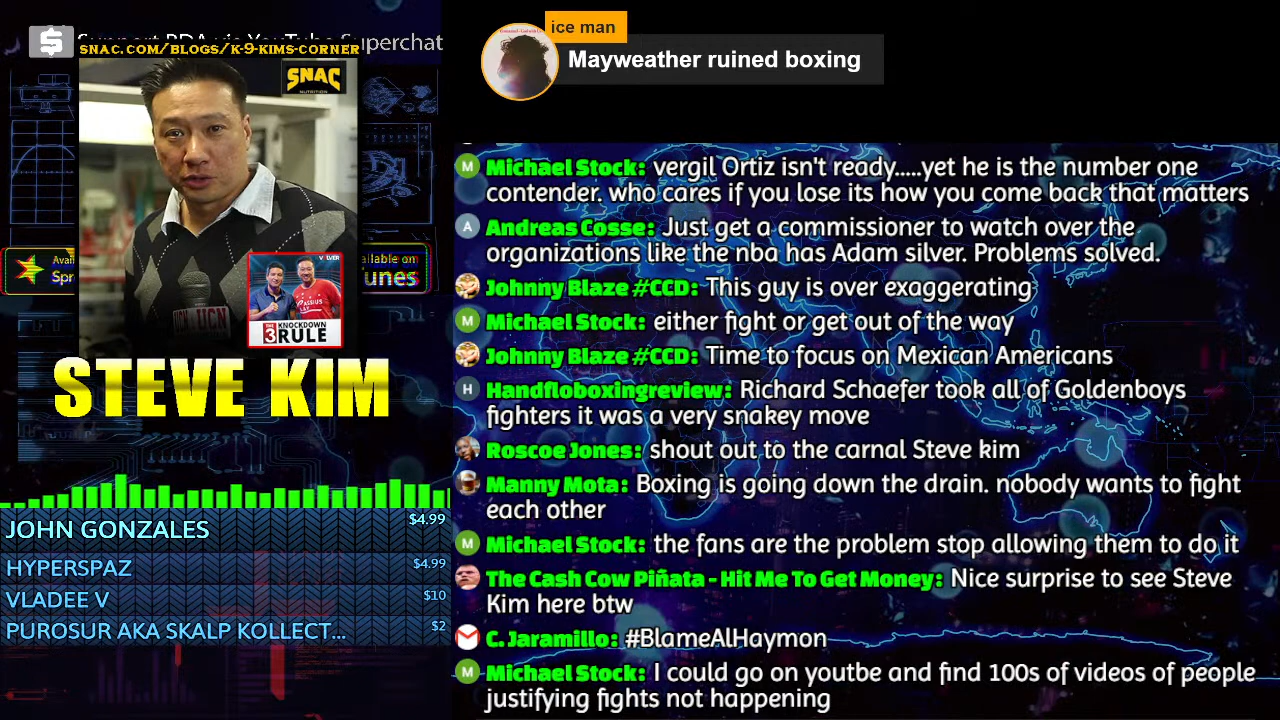 Support BDA via YouTube Superchat
SNAC.COM/BLOGS/K-9-KIMS-CORNER
SNAC
NUTRITION
ice man
Mayweather ruined boxing
UCN
3
KNOCKDOWN
RULE
STEVE KIM
JOHN GONZALES $4.99
HYPERSPAZ $4.99
VLADEE V $10
PUROSUR AKA SKALP KOLLECT... $2
M Michael Stock: vergil Ortiz isn't ready.....yet he is the number one
contender. who cares if you lose its how you come back that matters
A Andreas Cosse: Just get a commissioner to watch over the
organizations like the nba has Adam silver. Problems solved.
Johnny Blaze #CCD: This guy is over exaggerating
M Michael Stock: either fight or get out of the way
Johnny Blaze #CCD: Time to focus on Mexican Americans
H Handfloboxingreview: Richard Schaefer took all of Goldenboys
fighters it was a very snakey move
Roscoe Jones: shout out to the carnal Steve kim
Manny Mota: Boxing is going down the drain. nobody wants to fight
each other
M Michael Stock: the fans are the problem stop allowing them to do it
The Cash Cow Piñata - Hit Me To Get Money: Nice surprise to see Steve
Kim here btw
C. Jaramillo: #BlameAlHaymon
M Michael Stock: I could go on youtbe and find 100s of videos of people
justifying fights not happening